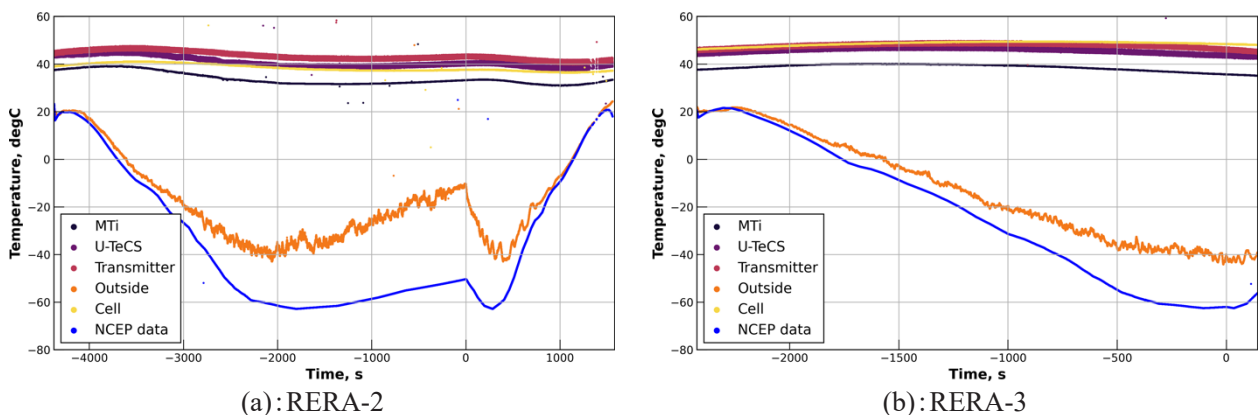 60
40
20
0
−20
−40
−60
−80
Temperature, degC
MTi
U-TeCS
Transmitter
Outside
Cell
NCEP data
−4000 −3000 −2000 −1000 0 1000
Time, s
(a):RERA-2
60
40
20
0
−20
−40
−60
−80
Temperature, degC
MTi
U-TeCS
Transmitter
Outside
Cell
NCEP data
−2000 −1500 −1000 −500 0
Time, s
(b):RERA-3